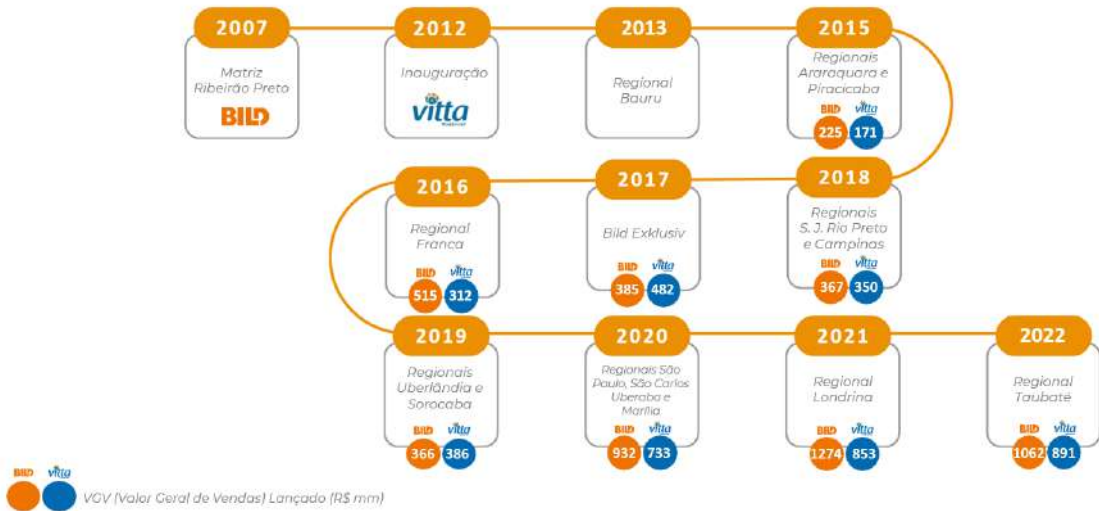 2007
Matriz
Ribeirão Preto
BILD
2012
Inauguração
vitta
2013
Regional
Bauru
2015
Regionais
Araraquara e
Piracicaba
BILD vitta
225 171
2016
Regional
Franca
BILD vitta
515 312
2017
Bild Exklusiv
BILD vitta
385 482
2018
Regionais
S. J. Rio Preto
e Campinas
BILD vitta
367 350
2019
Regionais
Uberlândia e
Sorocaba
BILD vitta
366 386
2020
Regionais São
Paulo, São Carlos
Uberaba e
Marília
BILD vitta
932 733
2021
Regional
Londrina
BILD vitta
1274 853
2022
Regional
Taubaté
BILD vitta
1062 891
BILD vitta
VGV (Valor Geral de Vendas) Lançado (R$ mm)